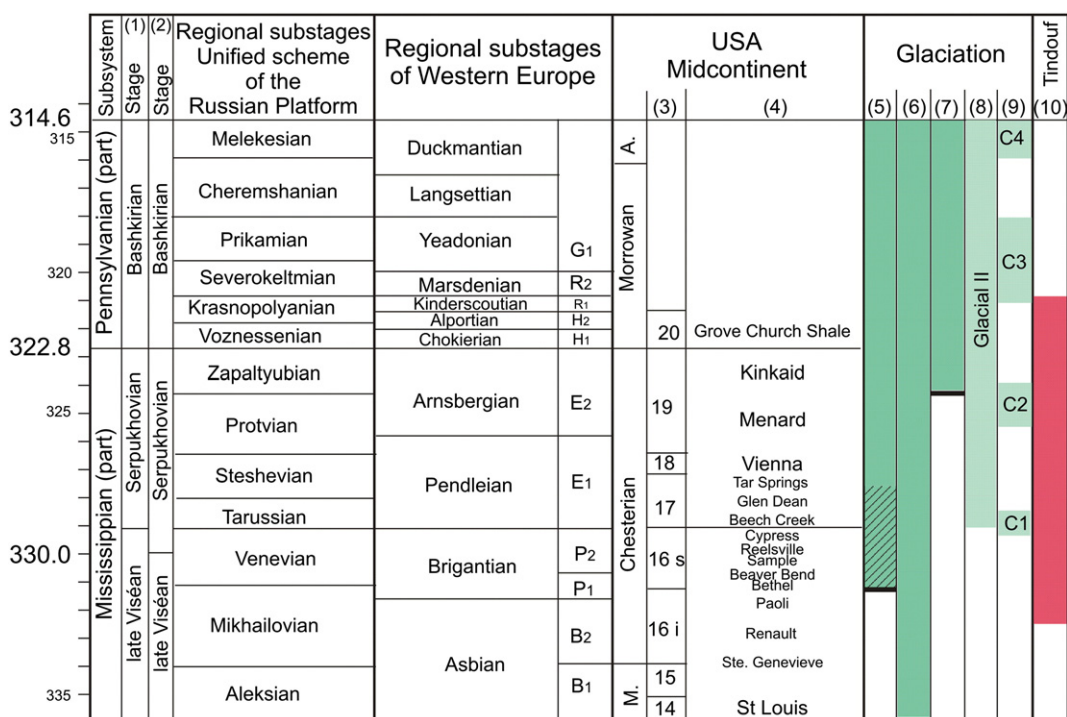 Subsystem
(1)
Stage
(2)
Stage
Regional substages
Unified scheme
of the
Russian Platform
Regional substages
of Western Europe
USA
Midcontinent
(3)
(4)
Glaciation
(5)
(6)
(7)
(8)
(9)
Tindouf
(10)
314.6
315
320
322.8
325
330.0
335
Pennsylvanian (part)
Mississippian (part)
Bashkirian
Serpukhovian
late Viséan
Bashkirian
Serpukhovian
late Viséan
Melekesian
Cheremshanian
Prikamian
Severokeltmian
Krasnopolyanian
Voznessenian
Zapaltyubian
Protvian
Steshevian
Tarussian
Venevian
Mikhailovian
Aleksian
Duckmantian
Langsettian
Yeadonian
Marsdenian
Kinderscoutian
Alportian
Chokierian
Arnsbergian
Pendleian
Brigantian
Asbian
G1
R2
R1
H2
H1
E2
E1
P2
P1
B2
B1
A.
Morrowan
Chesterian
M.
20
19
18
17
16 s
16 i
15
14
Grove Church Shale
Kinkaid
Menard
Vienna
Tar Springs
Glen Dean
Beech Creek
Cypress
Reelsville
Sample
Beaver Bend
Bethel
Paoli
Renault
Ste. Genevieve
St Louis
Glacial II
C4
C3
C2
C1